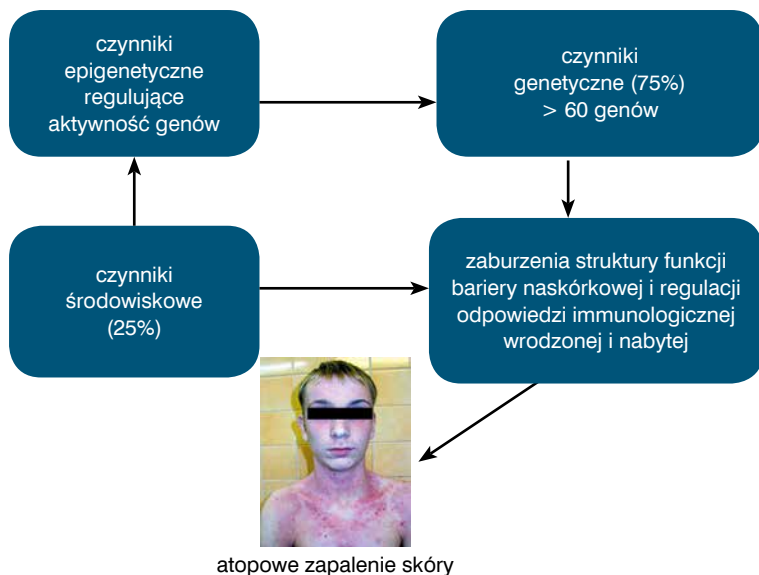 czynniki
epigenetyczne
regulujące
aktywność genów
czynniki
genetyczne (75%)
> 60 genów
czynniki
środowiskowe
(25%)
zaburzenia struktury funkcji
bariery naskórkowej i regulacji
odpowiedzi immunologicznej
wrodzonej i nabytej
atopowe zapalenie skóry